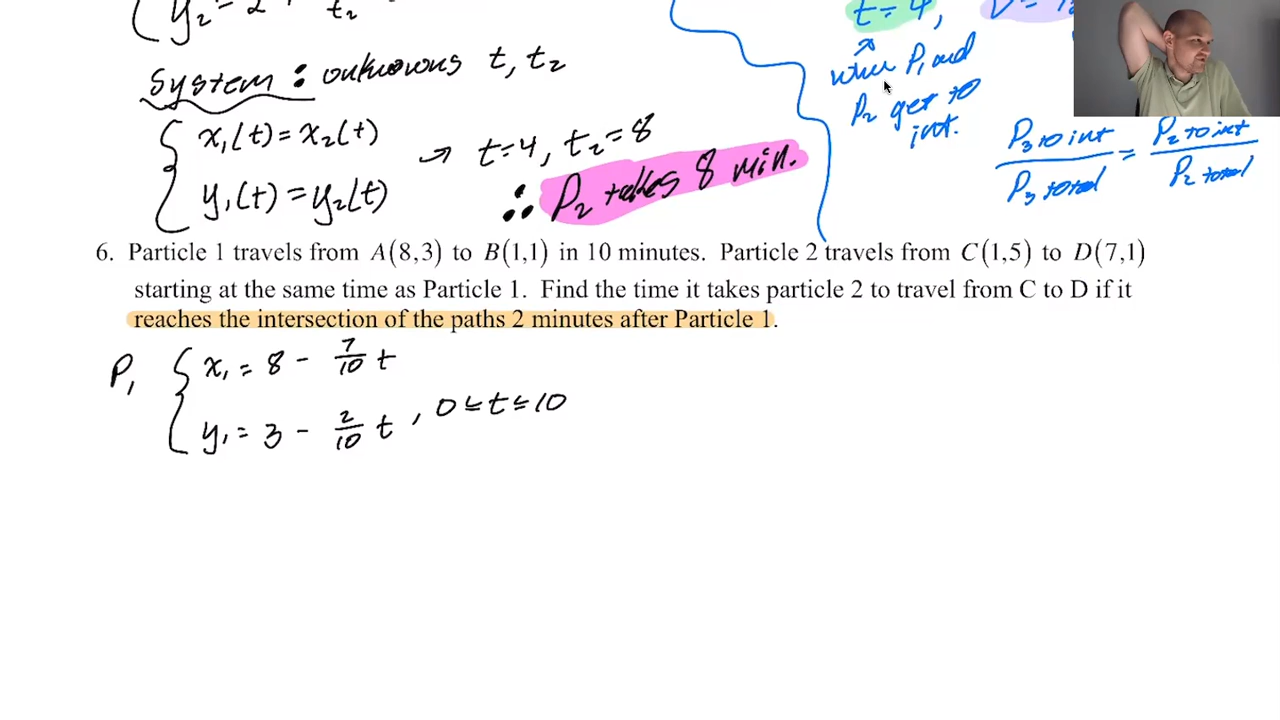 y₂ = 2 t₂
t = 4,
System: unknowns t, t₂
when P₁ and
P₂ get to
int.
{ x₁(t) = x₂(t)
y₁(t) = y₂(t)
→ t=4, t₂=8
∴ P₂ takes 8 min.
P₃ to int / P₃ total = P₂ to int / P₂ total
6. Particle 1 travels from A(8,3) to B(1,1) in 10 minutes. Particle 2 travels from C(1,5) to D(7,1)
starting at the same time as Particle 1. Find the time it takes particle 2 to travel from C to D if it
reaches the intersection of the paths 2 minutes after Particle 1.
P₁ { x₁ = 8 - 7/10 t
y₁ = 3 - 2/10 t , 0 ≤ t ≤ 10